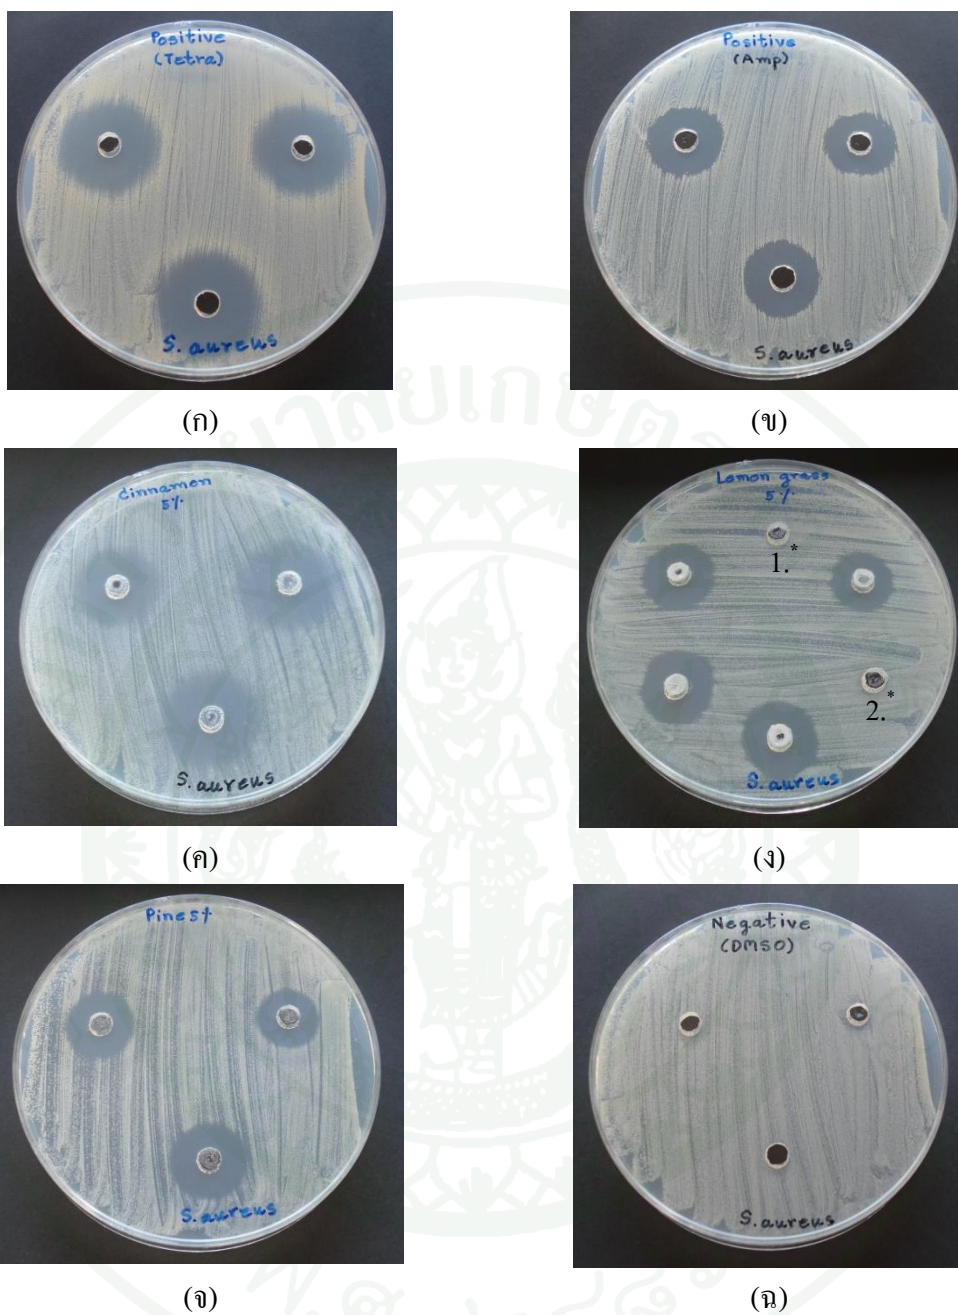 Positive
(Tetra)
S. aureus
(ก)
Positive
(Amp)
S. aureus
(ข)
Cinnamon
5%
S. aureus
(ค)
Lemon grass
5%
1.*
2.*
S. aureus
(ง)
Pinest
S. aureus
(จ)
Negative
(DMSO)
S. aureus
(ฉ)